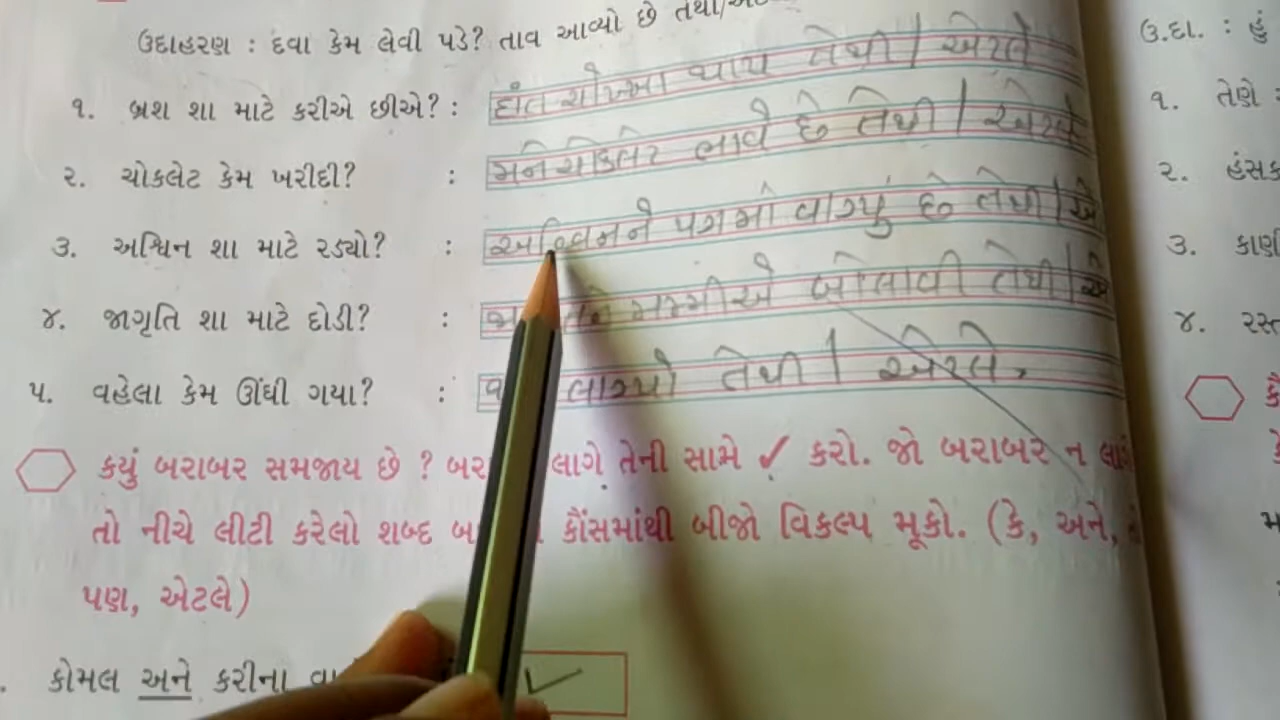 ઉદાહરણ : દવા કેમ લેવી પડે? તાવ આવ્યો છે તેથી/એટલે
૧. બ્રશ શા માટે કરીએ છીએ? : દાંત ચોખ્ખા થાય તેથી / એટલે
૨. ચોકલેટ કેમ ખરીદી? : મને ચોકલેટ ભાવે છે તેથી / એટલે
૩. અશ્વિન શા માટે રડ્યો? : અશ્વિનને પગમાં વાગ્યું છે તેથી / એ
૪. જાગૃતિ શા માટે દોડી? : મમ્મીએ બોલાવી તેથી / એ
૫. વહેલા કેમ ઊંઘી ગયા? : લાગ્યો તેથી / એટલે.
કયું બરાબર સમજાય છે ? બરા લાગે તેની સામે ✓ કરો. જો બરાબર ન લાગે
તો નીચે લીટી કરેલો શબ્દ બ કૌંસમાંથી બીજો વિકલ્પ મૂકો. (કે, અને,
પણ, એટલે)
કોમલ અને કરીના ✓
ઉ.દા. : હું
૧. તેણે
૨. હંસ
૩. કાણી
૪. રસ્